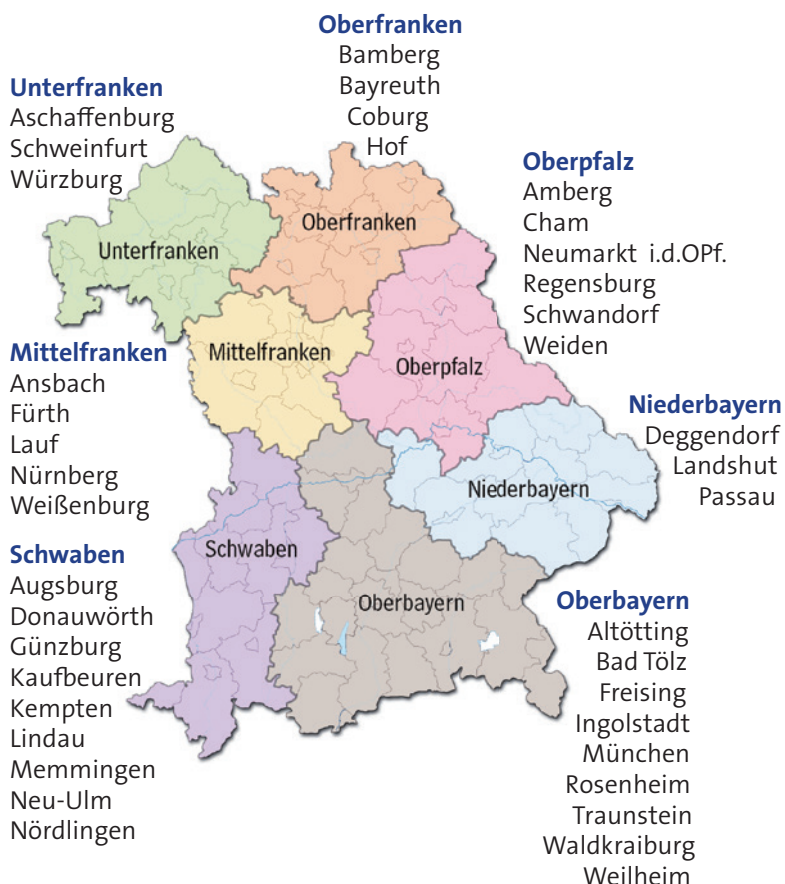 Oberfranken
Bamberg
Bayreuth
Coburg
Hof
Unterfranken
Aschaffenburg
Schweinfurt
Würzburg
Oberpfalz
Amberg
Cham
Neumarkt i.d.OPf.
Regensburg
Schwandorf
Weiden
Oberfranken
Unterfranken
Mittelfranken
Oberpfalz
Niederbayern
Schwaben
Oberbayern
Mittelfranken
Ansbach
Fürth
Lauf
Nürnberg
Weißenburg
Niederbayern
Deggendorf
Landshut
Passau
Schwaben
Augsburg
Donauwörth
Günzburg
Kaufbeuren
Kempten
Lindau
Memmingen
Neu-Ulm
Nördlingen
Oberbayern
Altötting
Bad Tölz
Freising
Ingolstadt
München
Rosenheim
Traunstein
Waldkraiburg
Weilheim